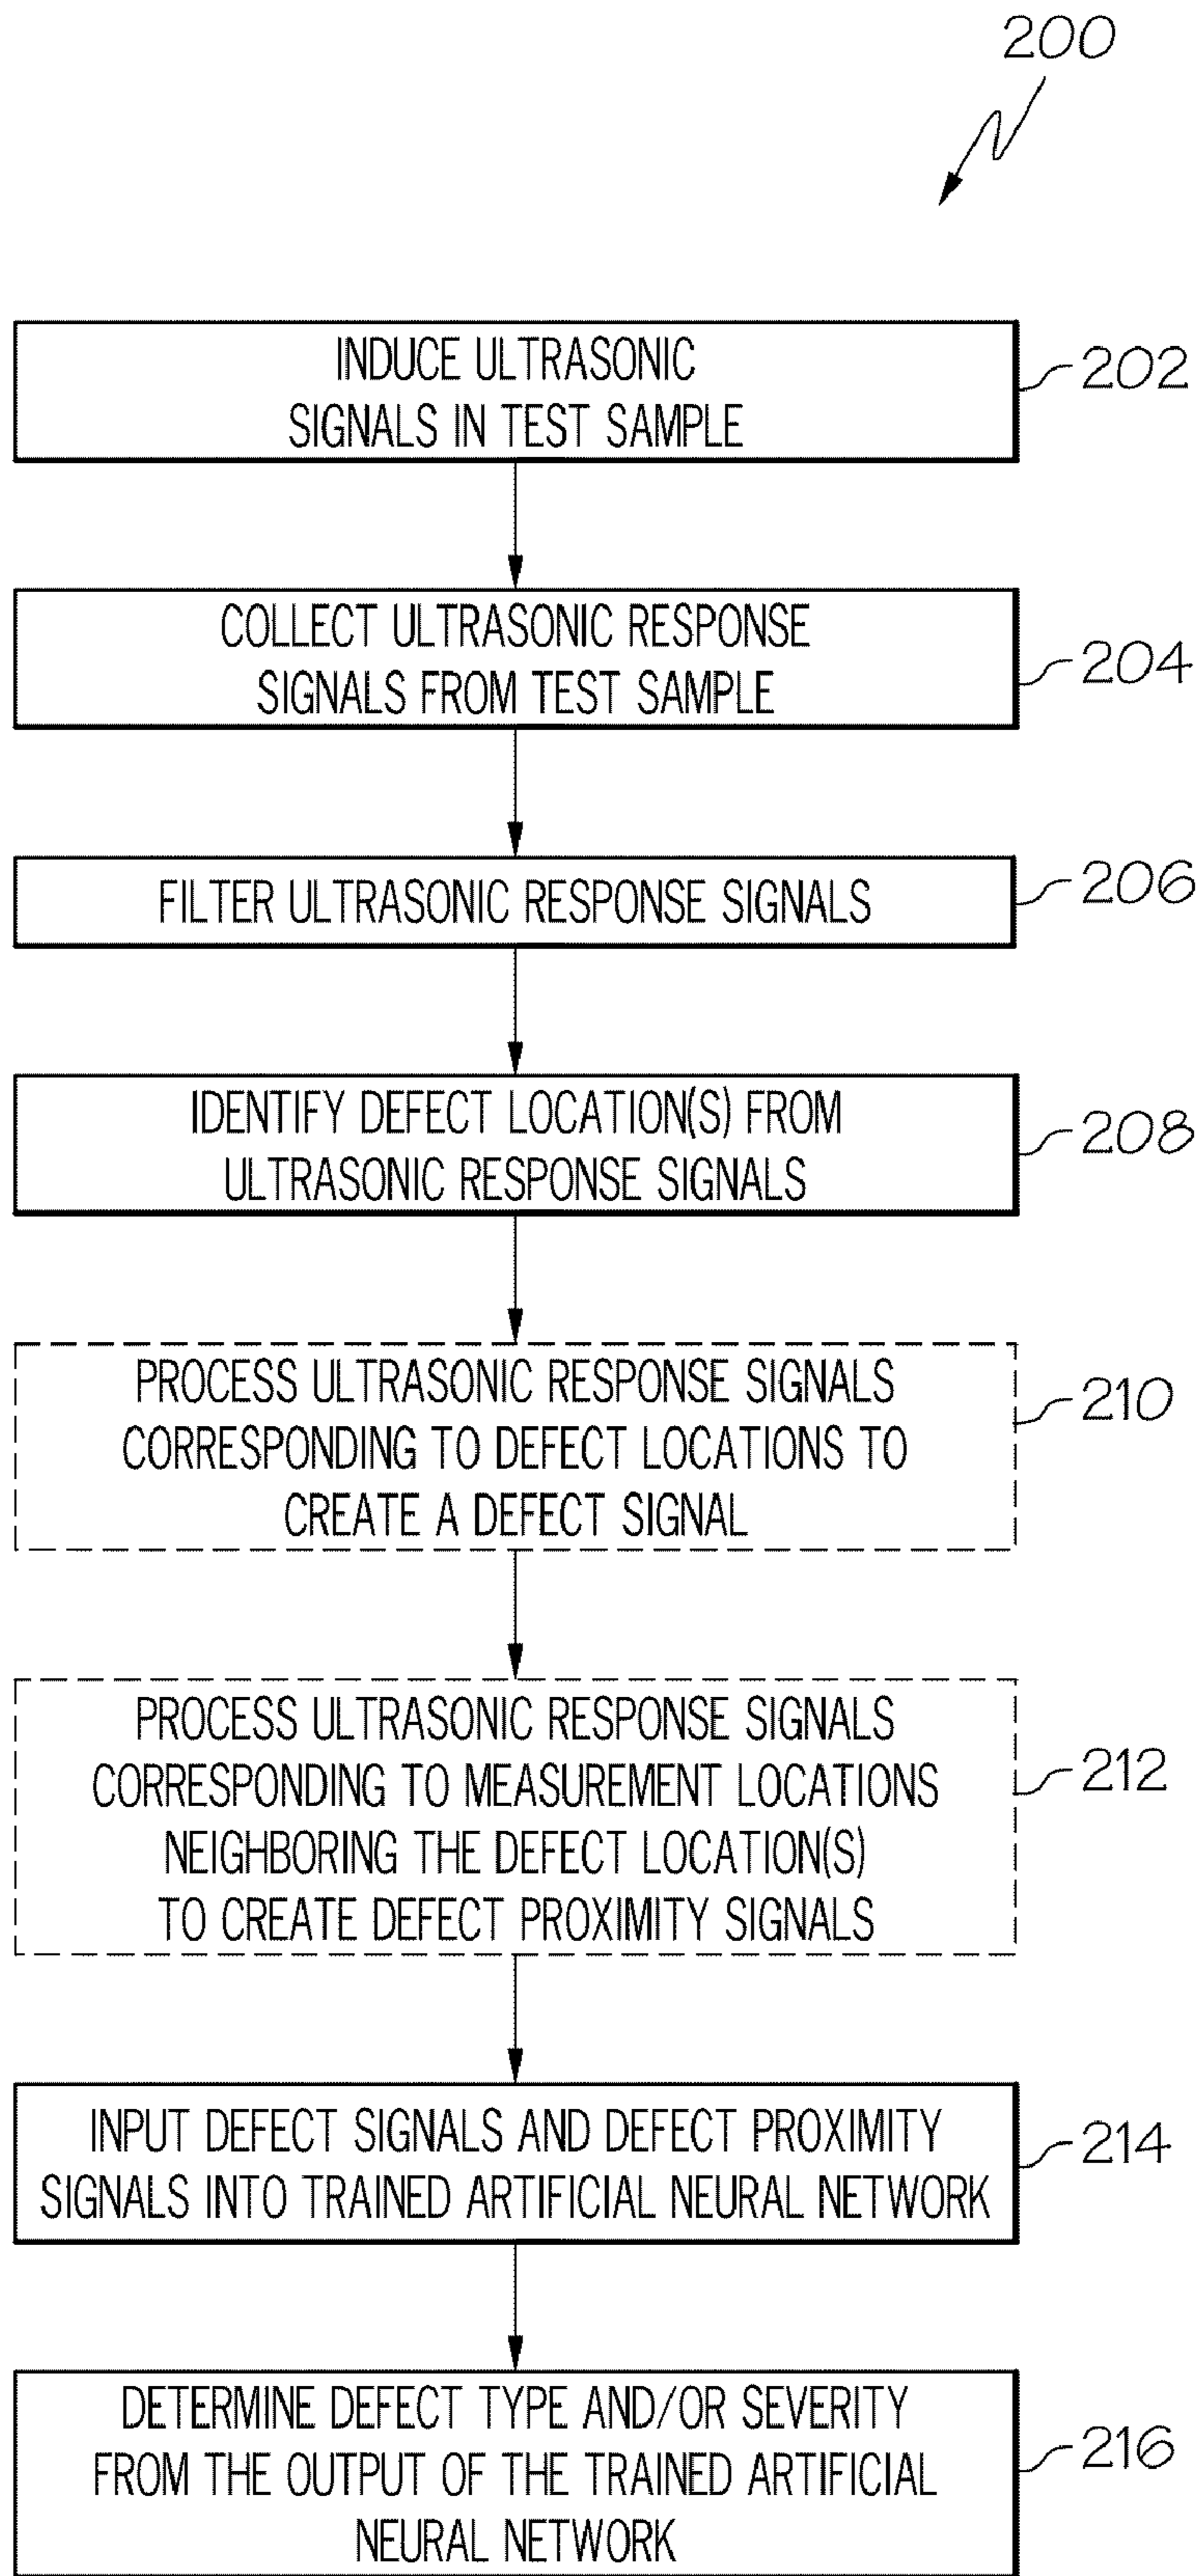 200
INDUCE ULTRASONIC
SIGNALS IN TEST SAMPLE
202
COLLECT ULTRASONIC RESPONSE
SIGNALS FROM TEST SAMPLE
204
FILTER ULTRASONIC RESPONSE SIGNALS
206
IDENTIFY DEFECT LOCATION(S) FROM
ULTRASONIC RESPONSE SIGNALS
208
PROCESS ULTRASONIC RESPONSE SIGNALS
CORRESPONDING TO DEFECT LOCATIONS TO
CREATE A DEFECT SIGNAL
210
PROCESS ULTRASONIC RESPONSE SIGNALS
CORRESPONDING TO MEASUREMENT LOCATIONS
NEIGHBORING THE DEFECT LOCATION(S)
TO CREATE DEFECT PROXIMITY SIGNALS
212
INPUT DEFECT SIGNALS AND DEFECT PROXIMITY
SIGNALS INTO TRAINED ARTIFICIAL NEURAL NETWORK
214
DETERMINE DEFECT TYPE AND/OR SEVERITY
FROM THE OUTPUT OF THE TRAINED ARTIFICIAL
NEURAL NETWORK
216